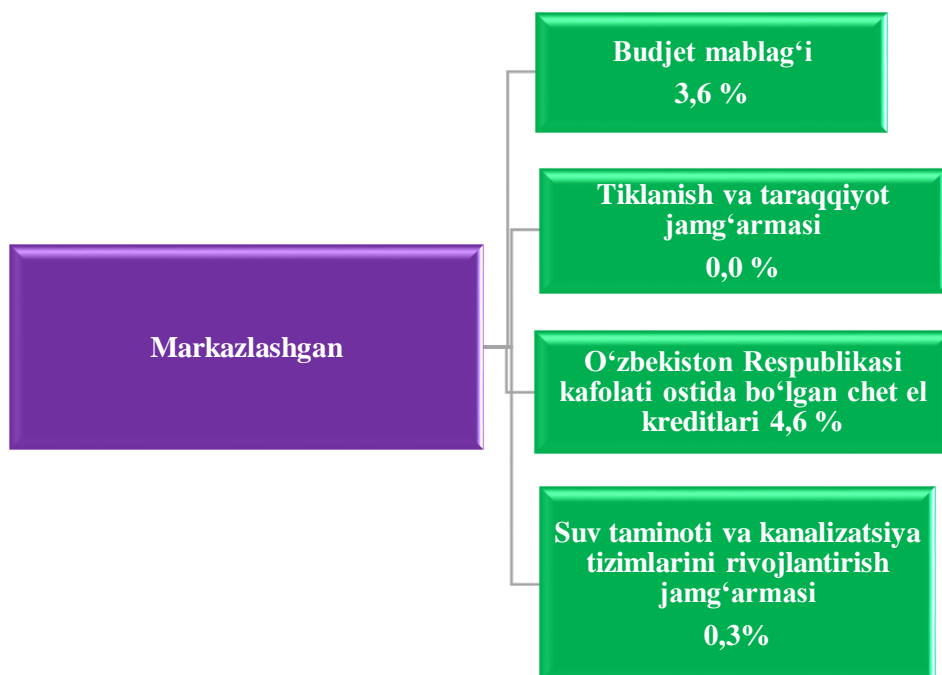 Budjet mablag‘i
3,6 %
Tiklanish va taraqqiyot
jamg‘armasi
0,0 %
Markazlashgan
O‘zbekiston Respublikasi
kafolati ostida bo‘lgan chet el
kreditlari 4,6 %
Suv taminoti va kanalizatsiya
tizimlarini rivojlantirish
jamg‘armasi
0,3%